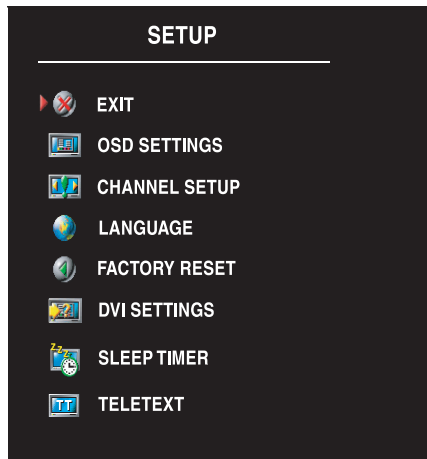 SETUP
EXIT
OSD SETTINGS
CHANNEL SETUP
LANGUAGE
FACTORY RESET
DVI SETTINGS
SLEEP TIMER
TELETEXT